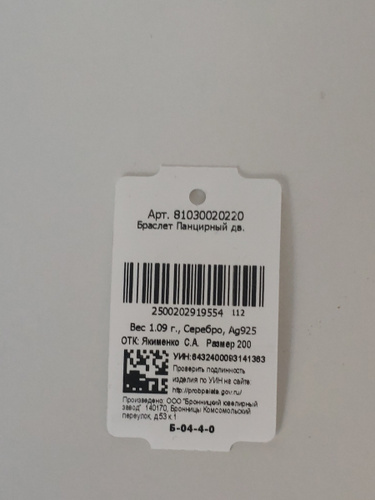 Арт. 81030020220
Браслет Панцирный дв.
2500202919554 112
Вес 1.09 г., Серебро, Ag925
ОТК: Якименко С.А. Размер 200
УИН:6432400093141363
Проверить подлинность
изделия по УИН на сайте
http://probpalata.gov.ru/
Произведено: ООО "Бронницкий ювелирный
завод" 140170, Бронницы Комсомольский
переулок, д.53 к.1
Б-04-4-0